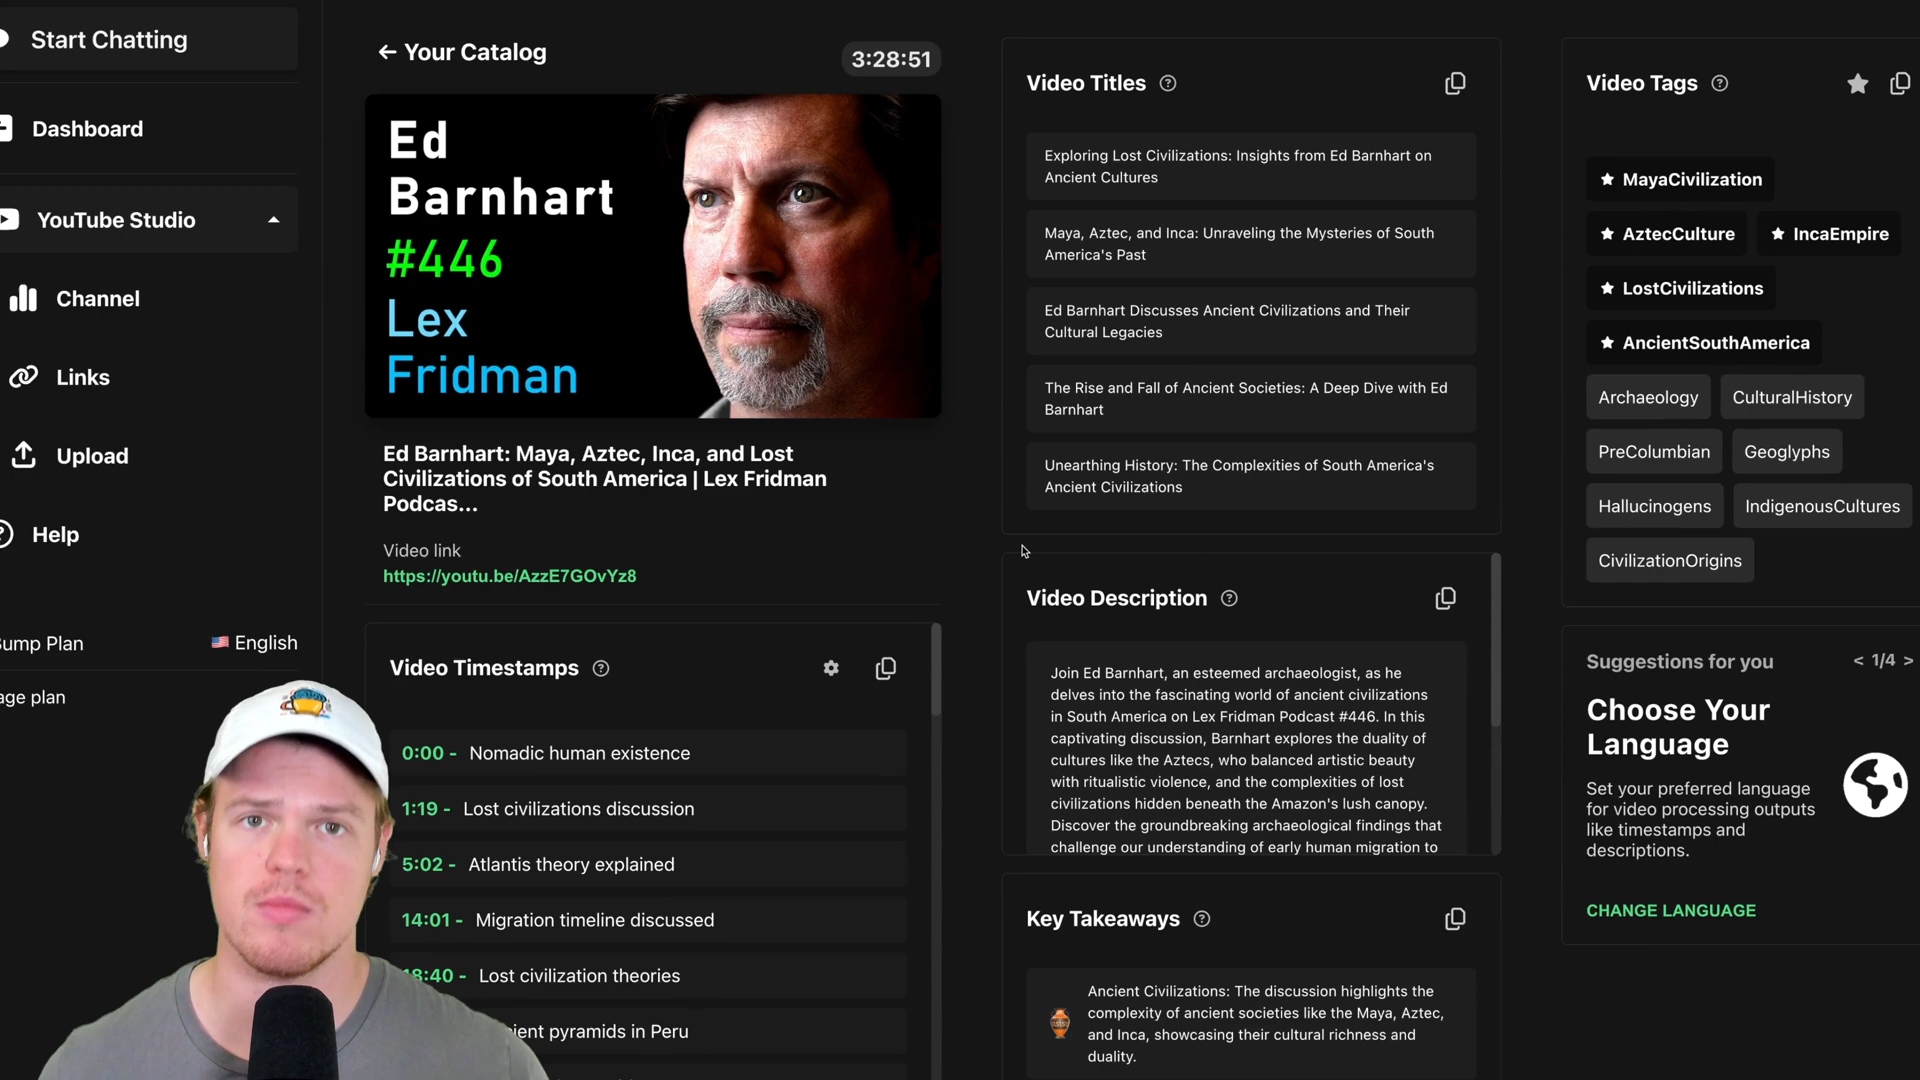 Start Chatting
Dashboard
YouTube Studio
Channel
Links
Upload
Help
Plan
English
plan
← Your Catalog
3:28:51
Ed
Barnhart
#446
Lex
Fridman
Ed Barnhart: Maya, Aztec, Inca, and Lost
Civilizations of South America | Lex Fridman
Podcas...
Video link
https://youtu.be/AzzE7GOvYz8
Video Timestamps
0:00 - Nomadic human existence
1:19 - Lost civilizations discussion
5:02 - Atlantis theory explained
14:01 - Migration timeline discussed
18:40 - Lost civilization theories
pyramids in Peru
Video Titles
Exploring Lost Civilizations: Insights from Ed Barnhart on
Ancient Cultures
Maya, Aztec, and Inca: Unraveling the Mysteries of South
America's Past
Ed Barnhart Discusses Ancient Civilizations and Their
Cultural Legacies
The Rise and Fall of Ancient Societies: A Deep Dive with Ed
Barnhart
Unearthing History: The Complexities of South America's
Ancient Civilizations
Video Description
Join Ed Barnhart, an esteemed archaeologist, as he
delves into the fascinating world of ancient civilizations
in South America on Lex Fridman Podcast #446. In this
captivating discussion, Barnhart explores the duality of
cultures like the Aztecs, who balanced artistic beauty
with ritualistic violence, and the complexities of lost
civilizations hidden beneath the Amazon's lush canopy.
Discover the groundbreaking archaeological findings that
challenge our understanding of early human migration to
Key Takeaways
Ancient Civilizations: The discussion highlights the
complexity of ancient societies like the Maya, Aztec,
and Inca, showcasing their cultural richness and
duality.
Video Tags
MayaCivilization
AztecCulture
IncaEmpire
LostCivilizations
AncientSouthAmerica
Archaeology
CulturalHistory
PreColumbian
Geoglyphs
Hallucinogens
IndigenousCultures
CivilizationOrigins
Suggestions for you
< 1/4 >
Choose Your
Language
Set your preferred language
for video processing outputs
like timestamps and
descriptions.
CHANGE LANGUAGE